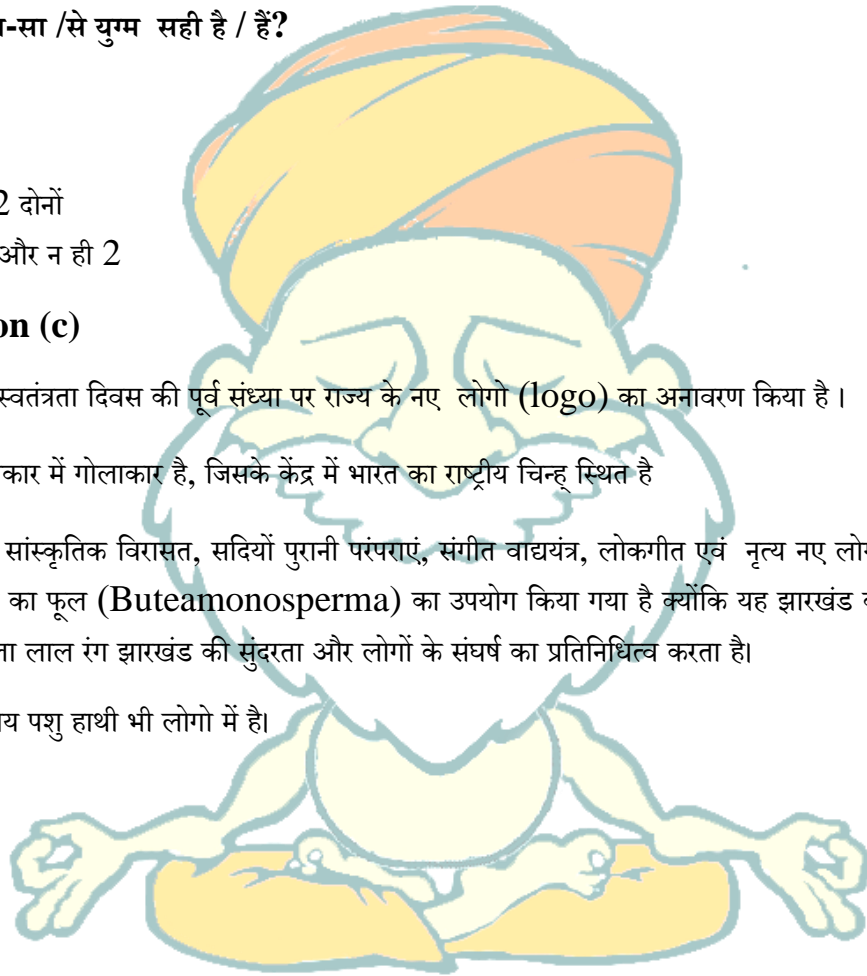 -सा /से युग्म सही है / हैं?
2 दोनों
और न ही 2
on (c)
स्वतंत्रता दिवस की पूर्व संध्या पर राज्य के नए लोगो (logo) का अनावरण किया है ।
कार में गोलाकार है, जिसके केंद्र में भारत का राष्ट्रीय चिन्ह् स्थित है
सांस्कृतिक विरासत, सदियों पुरानी परंपराएं, संगीत वाद्ययंत्र, लोकगीत एवं नृत्य नए
का फूल (Buteamonosperma) का उपयोग किया गया है क्योंकि यह झारखंड
लाल रंग झारखंड की सुंदरता और लोगों के संघर्ष का प्रतिनिधित्व करता है।
पशु हाथी भी लोगो में है।